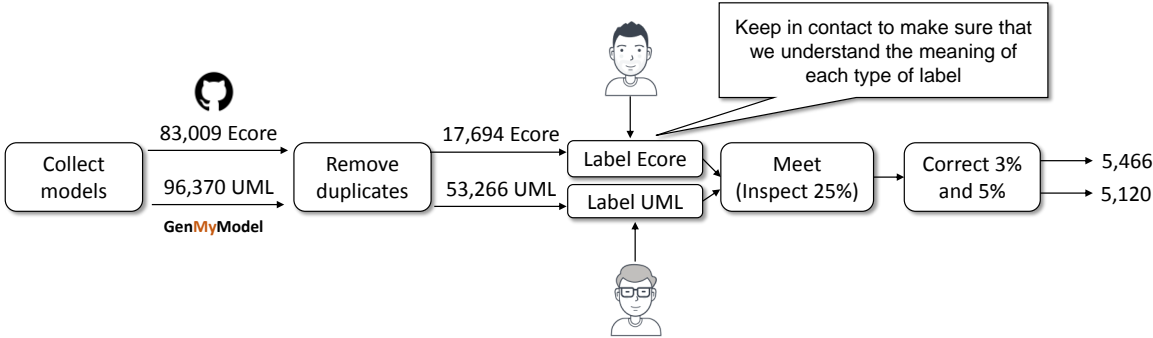 Keep in contact to make sure that
we understand the meaning of
each type of label
83,009 Ecore
17,694 Ecore
Collect
models
Remove
duplicates
Label Ecore
Meet
(Inspect 25%)
Correct 3%
and 5%
5,466
96,370 UML
53,266 UML
Label UML
5,120
GenMyModel